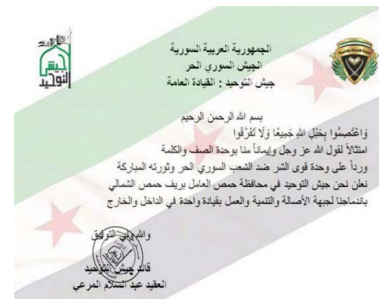 الجمهورية العربية السورية
الجيش السوري الحر
جيش التوحيد : القيادة العامة
جيش
التوحيد
بسم الله الرحمن الرحيم
وَاعْتَصِمُوا بِحَبْلِ اللَّهِ جَمِيعًا وَلَا تَفَرَّقُوا
امتثالاً لقول الله عز وجل وإيماناً منا بوحدة الصف والكلمة
ورداً على وحدة قوى الشر ضد الشعب السوري الحر وثورته المباركة
نعلن نحن جيش التوحيد في محافظة حمص العامل بريف حمص الشمالي
باندماجنا لجبهة الأصالة والتنمية والعمل بقيادة واحدة في الداخل والخارج
والله ولي التوفيق
قائد جيش التوحيد
العقيد عبد السلام المرعي